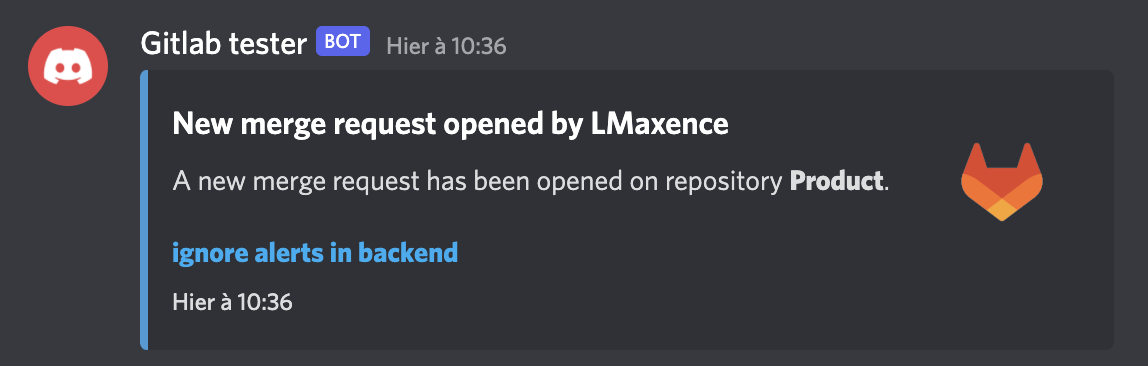 Gitlab tester BOT Hier à 10:36
New merge request opened by LMaxence
A new merge request has been opened on repository Product.
ignore alerts in backend
Hier à 10:36